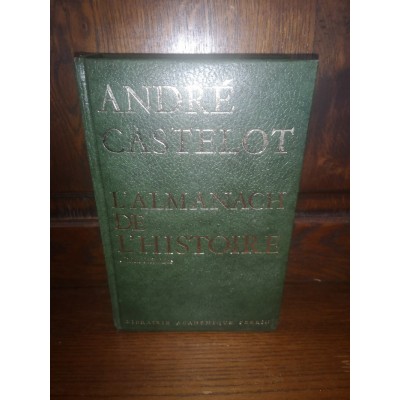 ANDRÉ
CASTELOT
L'ALMANACH
DE
L'HISTOIRE
LIBRAIRIE ACADÉMIQUE PERRIN